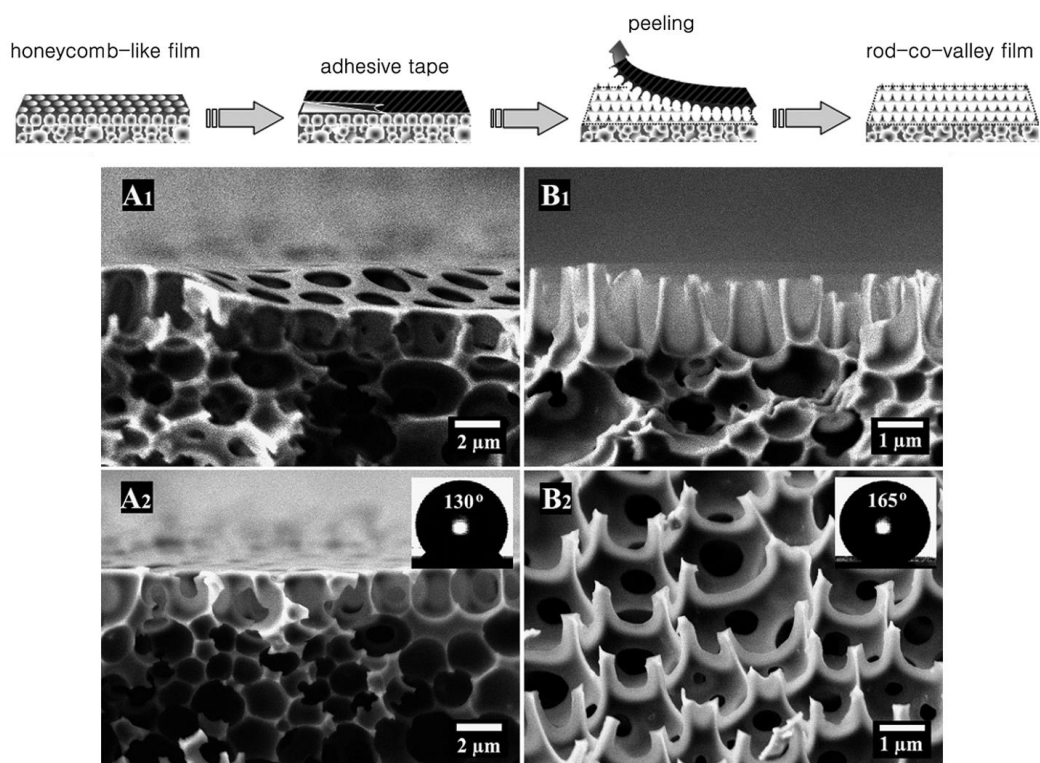 honeycomb-like film
adhesive tape
peeling
rod-co-valley film
A1
B1
2 µm
1 µm
A2
130°
B2
165°
2 µm
1 µm